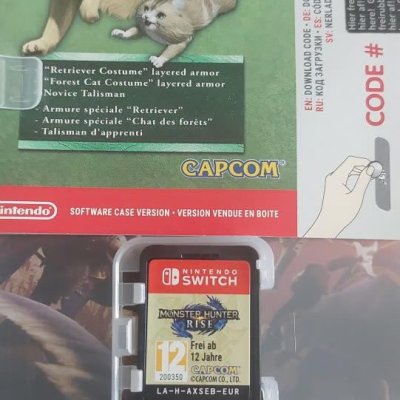 "Retriever Costume" layered armor
"Forest Cat Costume" layered armor
Novice Talisman
- Armure spéciale "Retriever"
- Armure spéciale "Chat des forêts"
- Talisman d'apprenti
CAPCOM
Nintendo
SOFTWARE CASE VERSION • VERSION VENDUE EN BOITE
EN: DOWNLOAD CODE • DE: DO
RU: КОД ЗАГРУЗКИ • ES: CÓD
SV: NERLAD
CODE #
NINTENDO
SWITCH
MONSTER HUNTER
RISE
12
200350
Frei ab
12 Jahre
CAPCOM
©CAPCOM CO., LTD.
LA-H-AXSEB-EUR